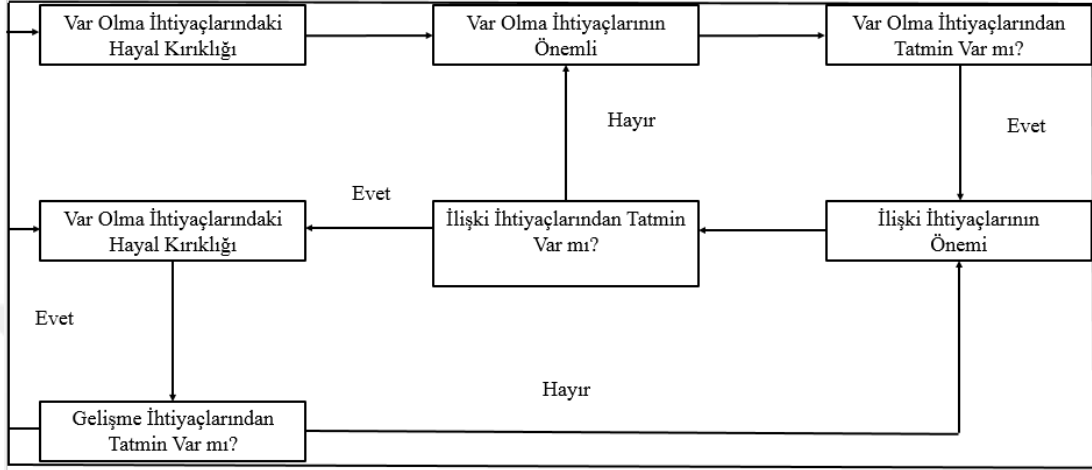 Var Olma İhtiyaçlarındaki
Hayal Kırıklığı
Var Olma İhtiyaçlarının
Önemli
Var Olma İhtiyaçlarından
Tatmin Var mı?
Hayır
Evet
Evet
Var Olma İhtiyaçlarındaki
Hayal Kırıklığı
İlişki İhtiyaçlarından Tatmin
Var mı?
İlişki İhtiyaçlarının
Önemi
Evet
Hayır
Gelişme İhtiyaçlarından
Tatmin Var mı?